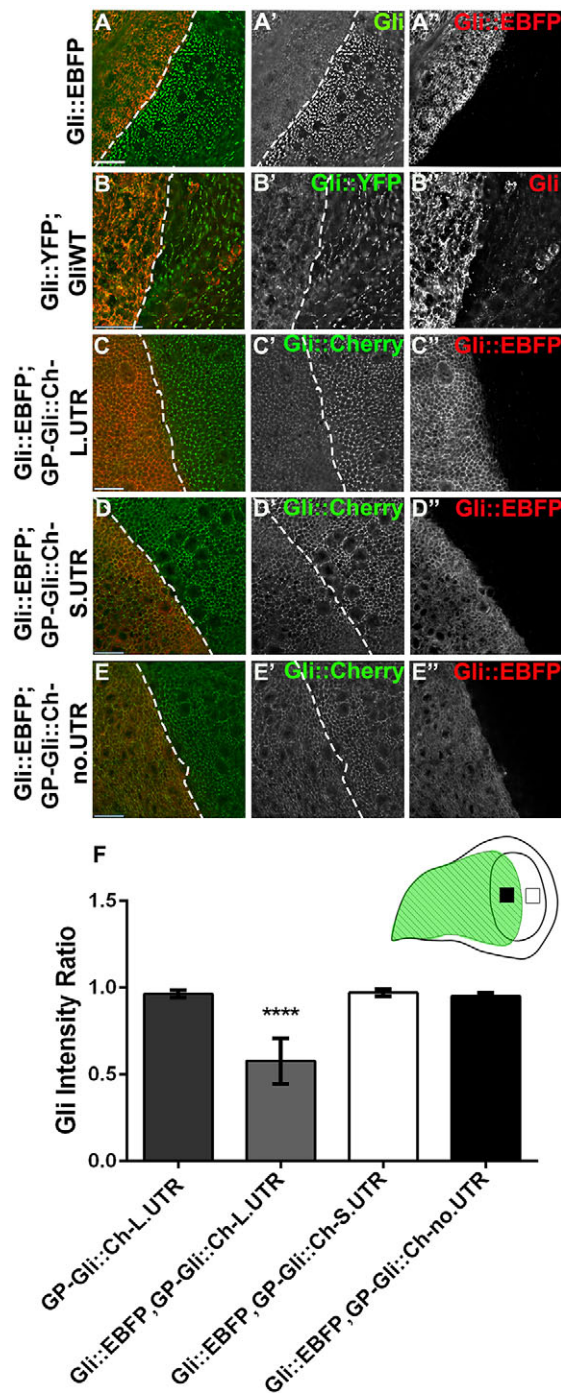 Gli::EBFP
A
A' Gli
A'' Gli::EBFP
Gli::YFP;
GliWT
B
B' Gli::YFP
B'' Gli
Gli::EBFP;
GP-Gli::Ch-
L.UTR
C
C' Gli::Cherry
C'' Gli::EBFP
Gli::EBFP;
GP-Gli::Ch-
S.UTR
D
D' Gli::Cherry
D'' Gli::EBFP
Gli::EBFP;
GP-Gli::Ch-
no.UTR
E
E' Gli::Cherry
E'' Gli::EBFP
F
Gli Intensity Ratio
1.5
1.0
0.5
0.0
****
GP-Gli::Ch-L.UTR
Gli::EBFP,GP-Gli::Ch-L.UTR
Gli::EBFP,GP-Gli::Ch-S.UTR
Gli::EBFP,GP-Gli::Ch-no.UTR